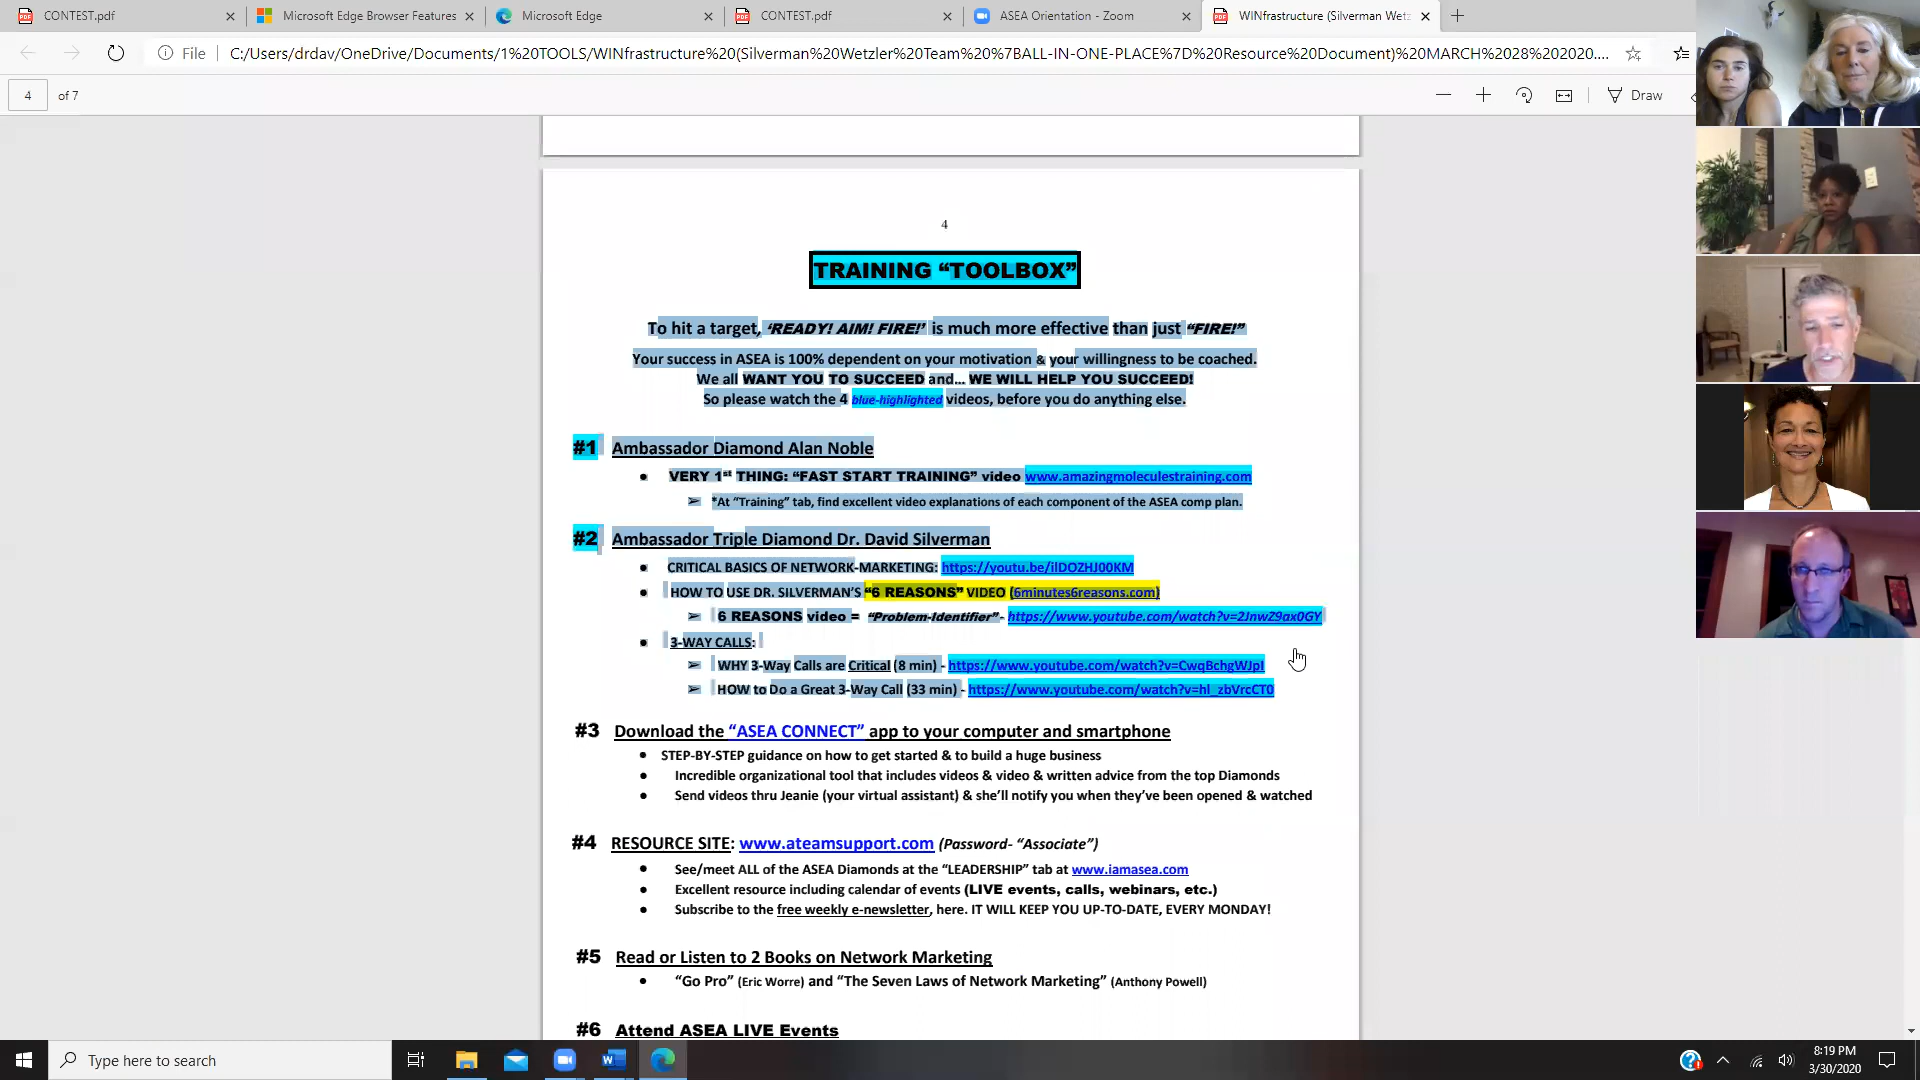 CONTEST.pdf
Microsoft Edge Browser Features
Microsoft Edge
CONTEST.pdf
ASEA Orientation - Zoom
WINfrastructure (Silverman Wetz
File
C:/Users/drdav/OneDrive/Documents/1%20TOOLS/WINfrastructure%20(Silverman%20Wetzler%20Team%20%7BALL-IN-ONE-PLACE%7D%20Resource%20Document)%20MARCH%2028%202020....
4 of 7
Draw
4
TRAINING “TOOLBOX”
To hit a target, ‘READY! AIM! FIRE!’ is much more effective than just “FIRE!”
Your success in ASEA is 100% dependent on your motivation & your willingness to be coached.
We all WANT YOU TO SUCCEED and... WE WILL HELP YOU SUCCEED!
So please watch the 4 blue-highlighted videos, before you do anything else.
#1 Ambassador Diamond Alan Noble
• VERY 1st THING: “FAST START TRAINING” video www.amazingmoleculestraining.com
➢ *At “Training” tab, find excellent video explanations of each component of the ASEA comp plan.
#2 Ambassador Triple Diamond Dr. David Silverman
• CRITICAL BASICS OF NETWORK-MARKETING: https://youtu.be/ilDOZHJ00KM
• HOW TO USE DR. SILVERMAN’S “6 REASONS” VIDEO (6minutes6reasons.com)
➢ 6 REASONS video = “Problem-Identifier”- https://www.youtube.com/watch?v=2JnwZ9ax0GY
• 3-WAY CALLS:
➢ WHY 3-Way Calls are Critical (8 min) - https://www.youtube.com/watch?v=CwqBchgWJpI
➢ HOW to Do a Great 3-Way Call (33 min) - https://www.youtube.com/watch?v=hl_zbVrcCT0
#3 Download the “ASEA CONNECT” app to your computer and smartphone
• STEP-BY-STEP guidance on how to get started & to build a huge business
• Incredible organizational tool that includes videos & video & written advice from the top Diamonds
• Send videos thru Jeanie (your virtual assistant) & she’ll notify you when they’ve been opened & watched
#4 RESOURCE SITE: www.ateamsupport.com (Password- “Associate”)
• See/meet ALL of the ASEA Diamonds at the “LEADERSHIP” tab at www.iamasea.com
• Excellent resource including calendar of events (LIVE events, calls, webinars, etc.)
• Subscribe to the free weekly e-newsletter, here. IT WILL KEEP YOU UP-TO-DATE, EVERY MONDAY!
#5 Read or Listen to 2 Books on Network Marketing
• “Go Pro” (Eric Worre) and “The Seven Laws of Network Marketing” (Anthony Powell)
#6 Attend ASEA LIVE Events
Type here to search
8:19 PM
3/30/2020